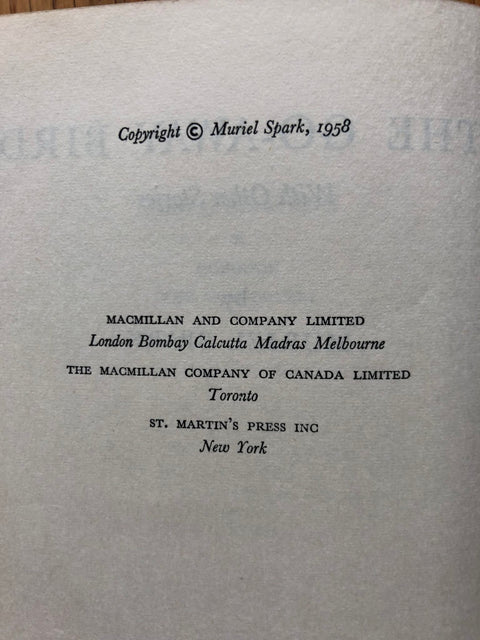 Copyright © Muriel Spark, 1958
MACMILLAN AND COMPANY LIMITED
London Bombay Calcutta Madras Melbourne
THE MACMILLAN COMPANY OF CANADA LIMITED
Toronto
ST. MARTIN'S PRESS INC
New York